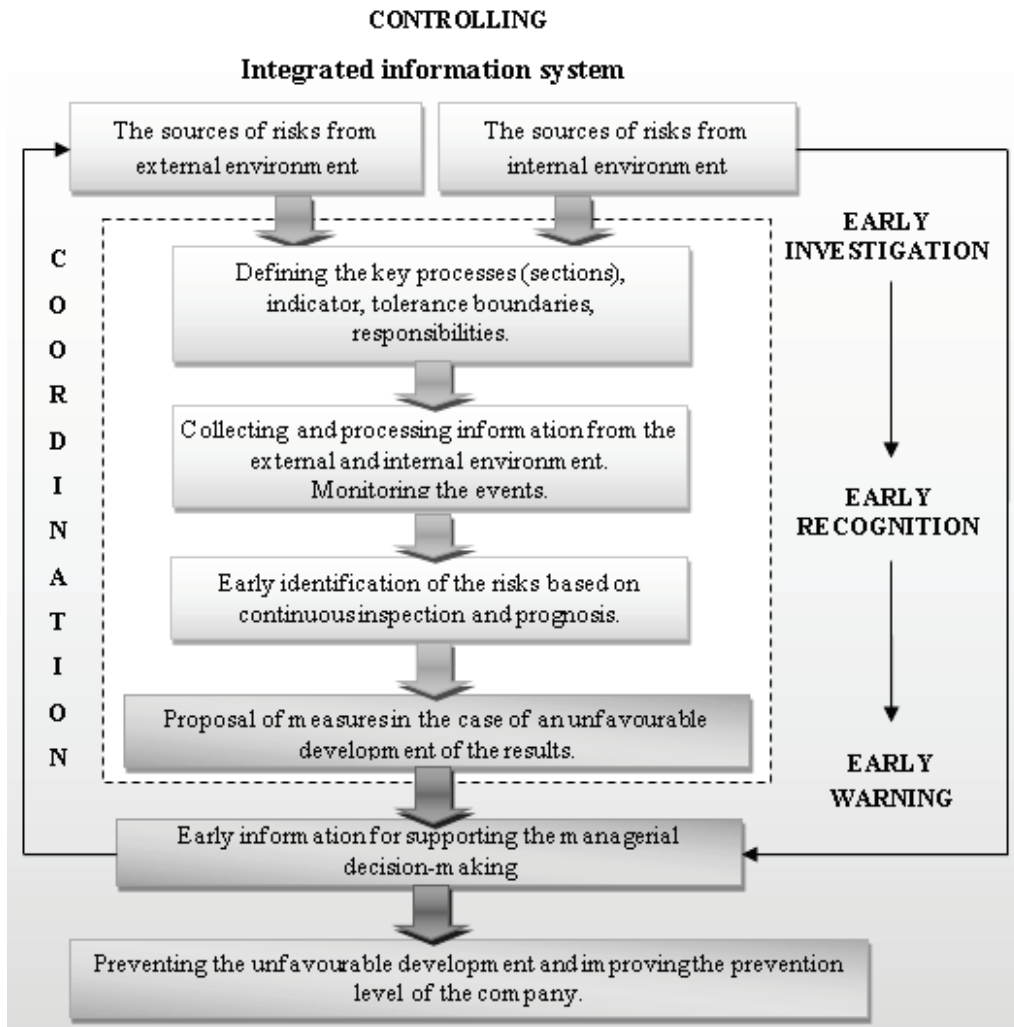 CONTROLLING
Integrated information system
The sources of risks from
external environment
The sources of risks from
internal environment
C
O
O
R
D
I
N
A
T
I
O
N
EARLY
INVESTIGATION
Defining the key processes (sections),
indicator, tolerance boundaries,
responsibilities.
Collecting and processing information from the
external and internal environment.
Monitoring the events.
EARLY
RECOGNITION
Early identification of the risks based on
continuous inspection and prognosis.
Proposal of measures in the case of an unfavourable
development of the results.
EARLY
WARNING
Early information for supporting the managerial
decision-making
Preventing the unfavourable development and improving the prevention
level of the company.